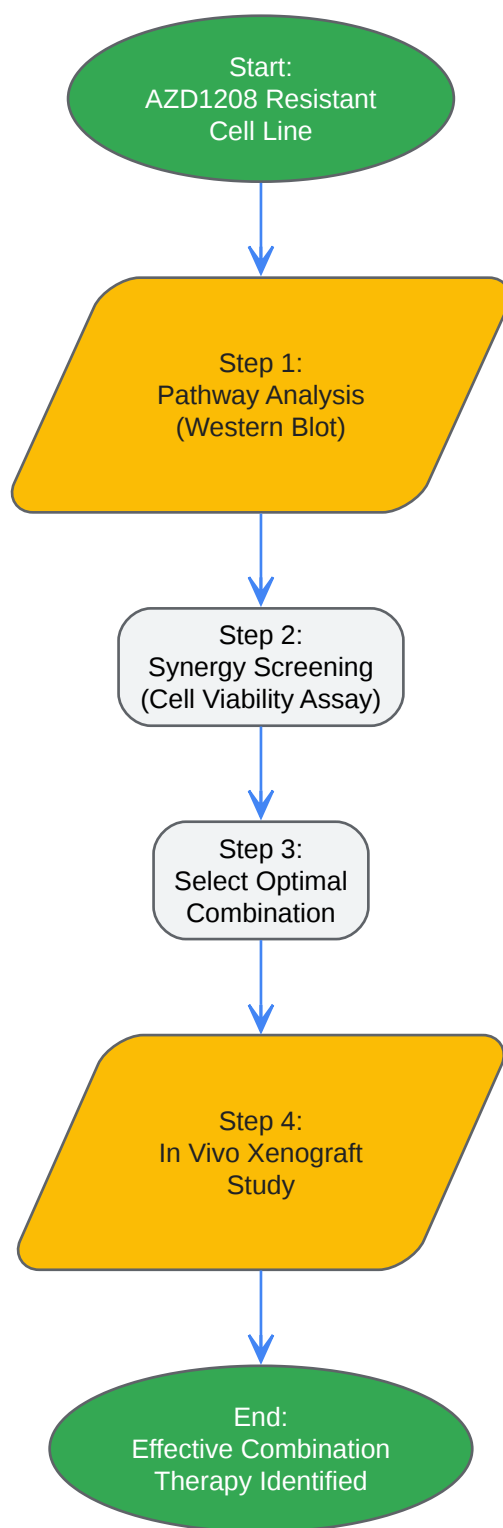 Start:
AZD1208 Resistant
Cell Line
Step 1:
Pathway Analysis
(Western Blot)
Step 2:
Synergy Screening
(Cell Viability Assay)
Step 3:
Select Optimal
Combination
Step 4:
In Vivo Xenograft
Study
End:
Effective Combination
Therapy Identified